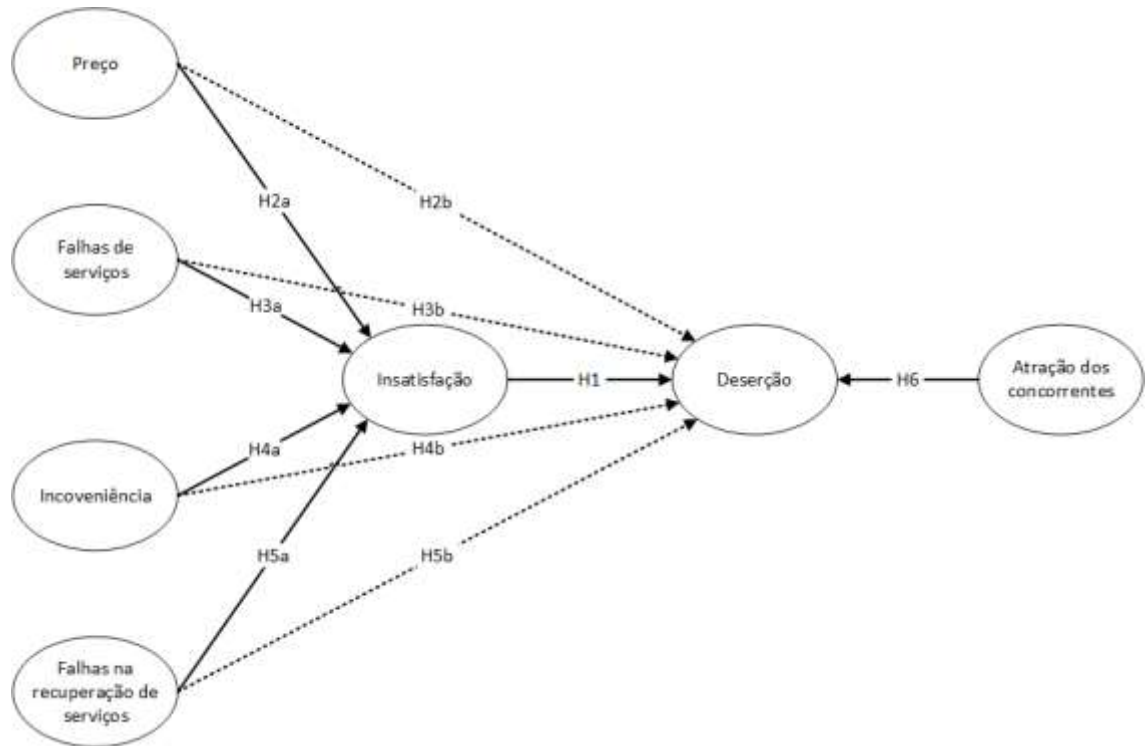 Preço
H2a
H2b
Falhas de
serviços
H3a
H3b
Insatisfação
H1
Deserção
H6
Atração dos
concorrentes
H4a
H4b
Incoveniência
H5a
H5b
Falhas na
recuperação de
serviços